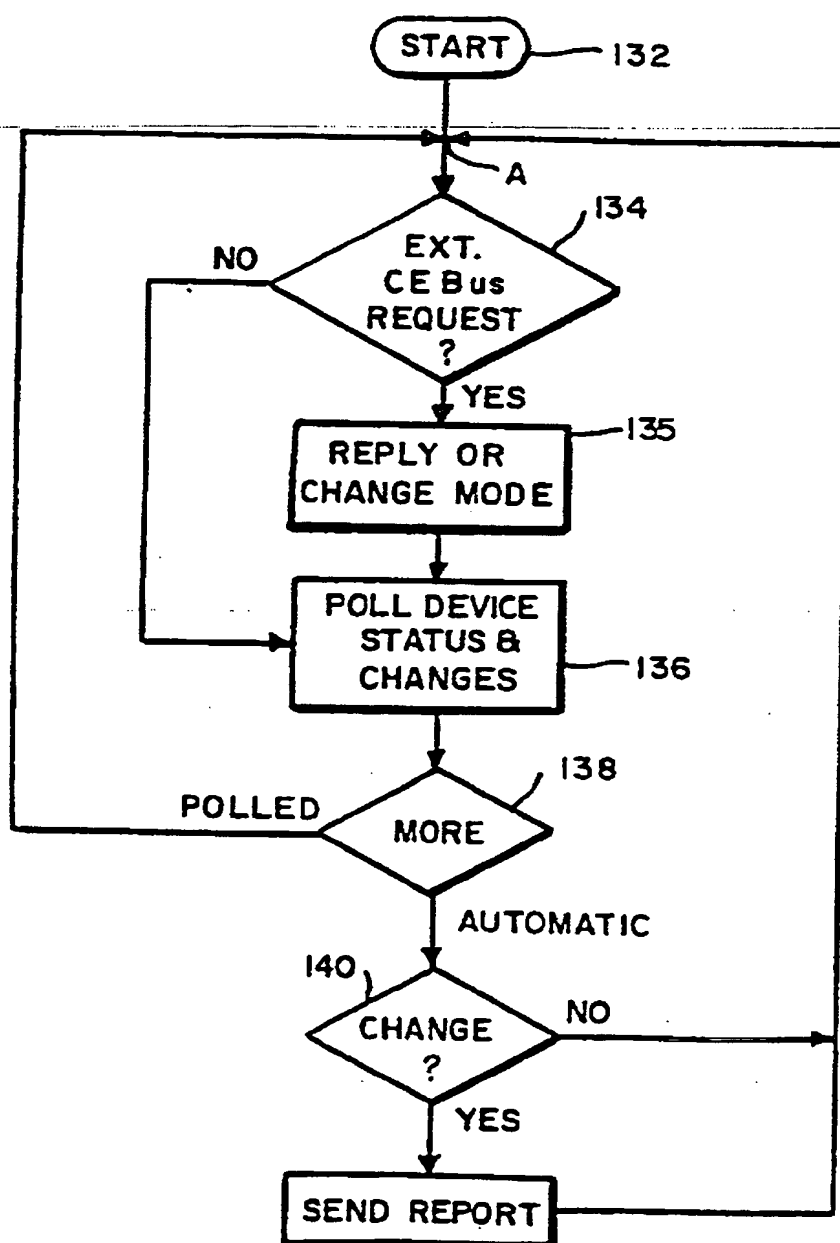 START
132
A
134
NO
EXT.
CE Bus
REQUEST
?
YES
135
REPLY OR
CHANGE MODE
POLL DEVICE
STATUS &
CHANGES
136
138
POLLED
MORE
AUTOMATIC
140
CHANGE
?
NO
YES
SEND REPORT